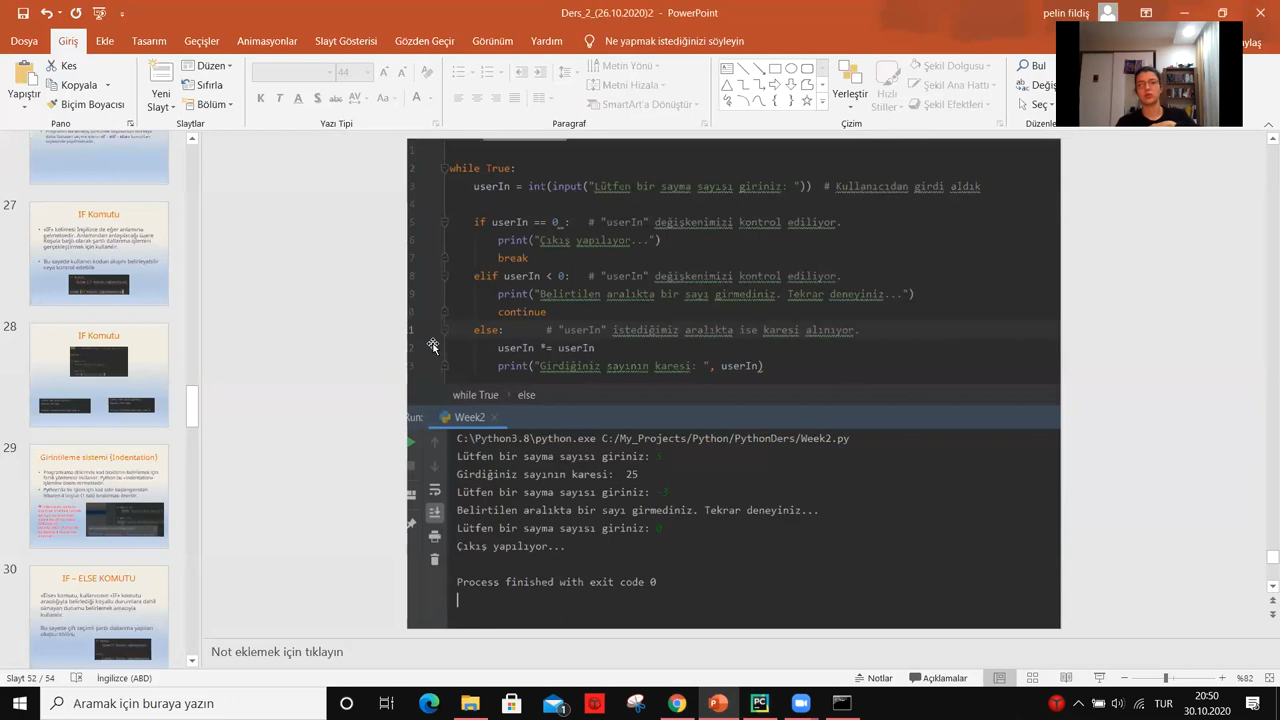 Ders_2_(26.10.2020)2 - PowerPoint
pelin fış
Dosya Giriş Ekle Tasarım Geçişler Animasyonlar Slayt Gösterisi Gözden Geçir Görünüm Yardım Ne yapmak istediğinizi söyleyin
Yapıştır
Kes
Kopyala
Biçim Boyacısı
Pano
Yeni Slayt
Düzen
Sıfırla
Bölüm
Slaytlar
44
Yazı Tipi
Metin Yönü
Metni Hizala
SmartArt'a Dönüştür
Paragraf
Yerleştir
Hızlı Stiller
Şekil Dolgusu
Şekil Ana Hattı
Şekil Efektleri
Çizim
Bul
Seç
27
IF Komutu
28
IF Komutu
29
Girintileme sistemi (Indentation)
30
IF – ELSE KOMUTU
while True:
userIn = int(input("Lütfen bir sayma sayısı giriniz: ")) # Kullanıcıdan girdi aldık
if userIn == 0 : # "userIn" değişkenimizi kontrol ediliyor.
print("Çıkış yapılıyor...")
break
elif userIn < 0: # "userIn" değişkenimizi kontrol ediliyor.
print("Belirtilen aralıkta bir sayı girmediniz. Tekrar deneyiniz...")
continue
else: # "userIn" istediğimiz aralıkta ise karesi alınıyor.
userIn *= userIn
print("Girdiğiniz sayının karesi: ", userIn)
while True › else
Run: Week2
C:\Python3.8\python.exe C:/My_Projects/Python/PythonDers/Week2.py
Lütfen bir sayma sayısı giriniz: 5
Girdiğiniz sayının karesi: 25
Lütfen bir sayma sayısı giriniz: -3
Belirtilen aralıkta bir sayı girmediniz. Tekrar deneyiniz...
Lütfen bir sayma sayısı giriniz: 0
Çıkış yapılıyor...
Process finished with exit code 0
Not eklemek için tıklayın
Slayt 52 / 54 İngilizce (ABD) Notlar Açıklamalar %82
Aramak için buraya yazın
TUR
20:50
30.10.2020